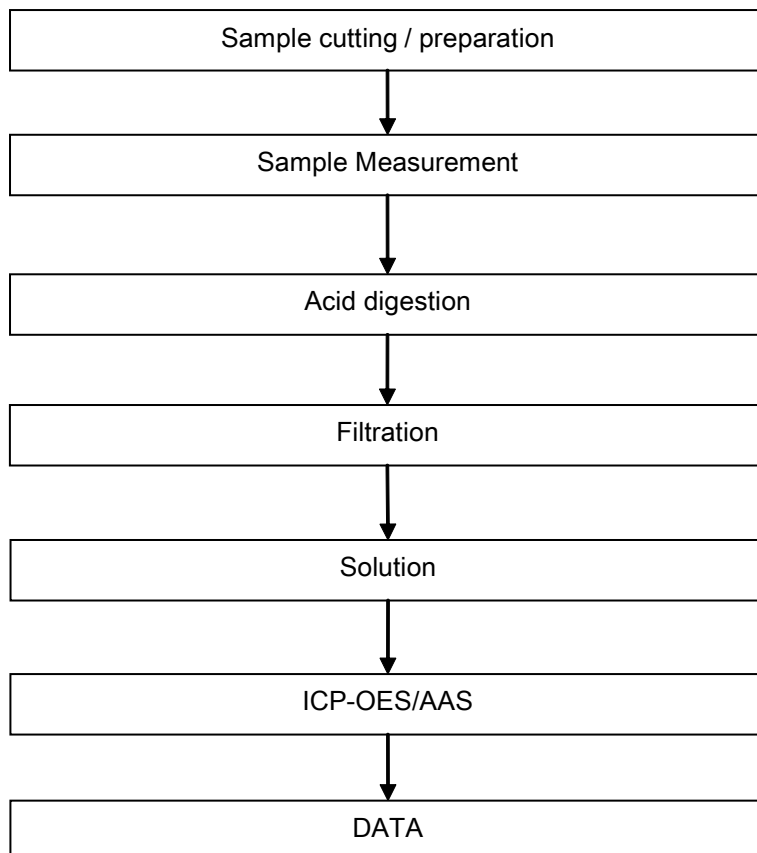 Sample cutting / preparation
Sample Measurement
Acid digestion
Filtration
Solution
ICP-OES/AAS
DATA